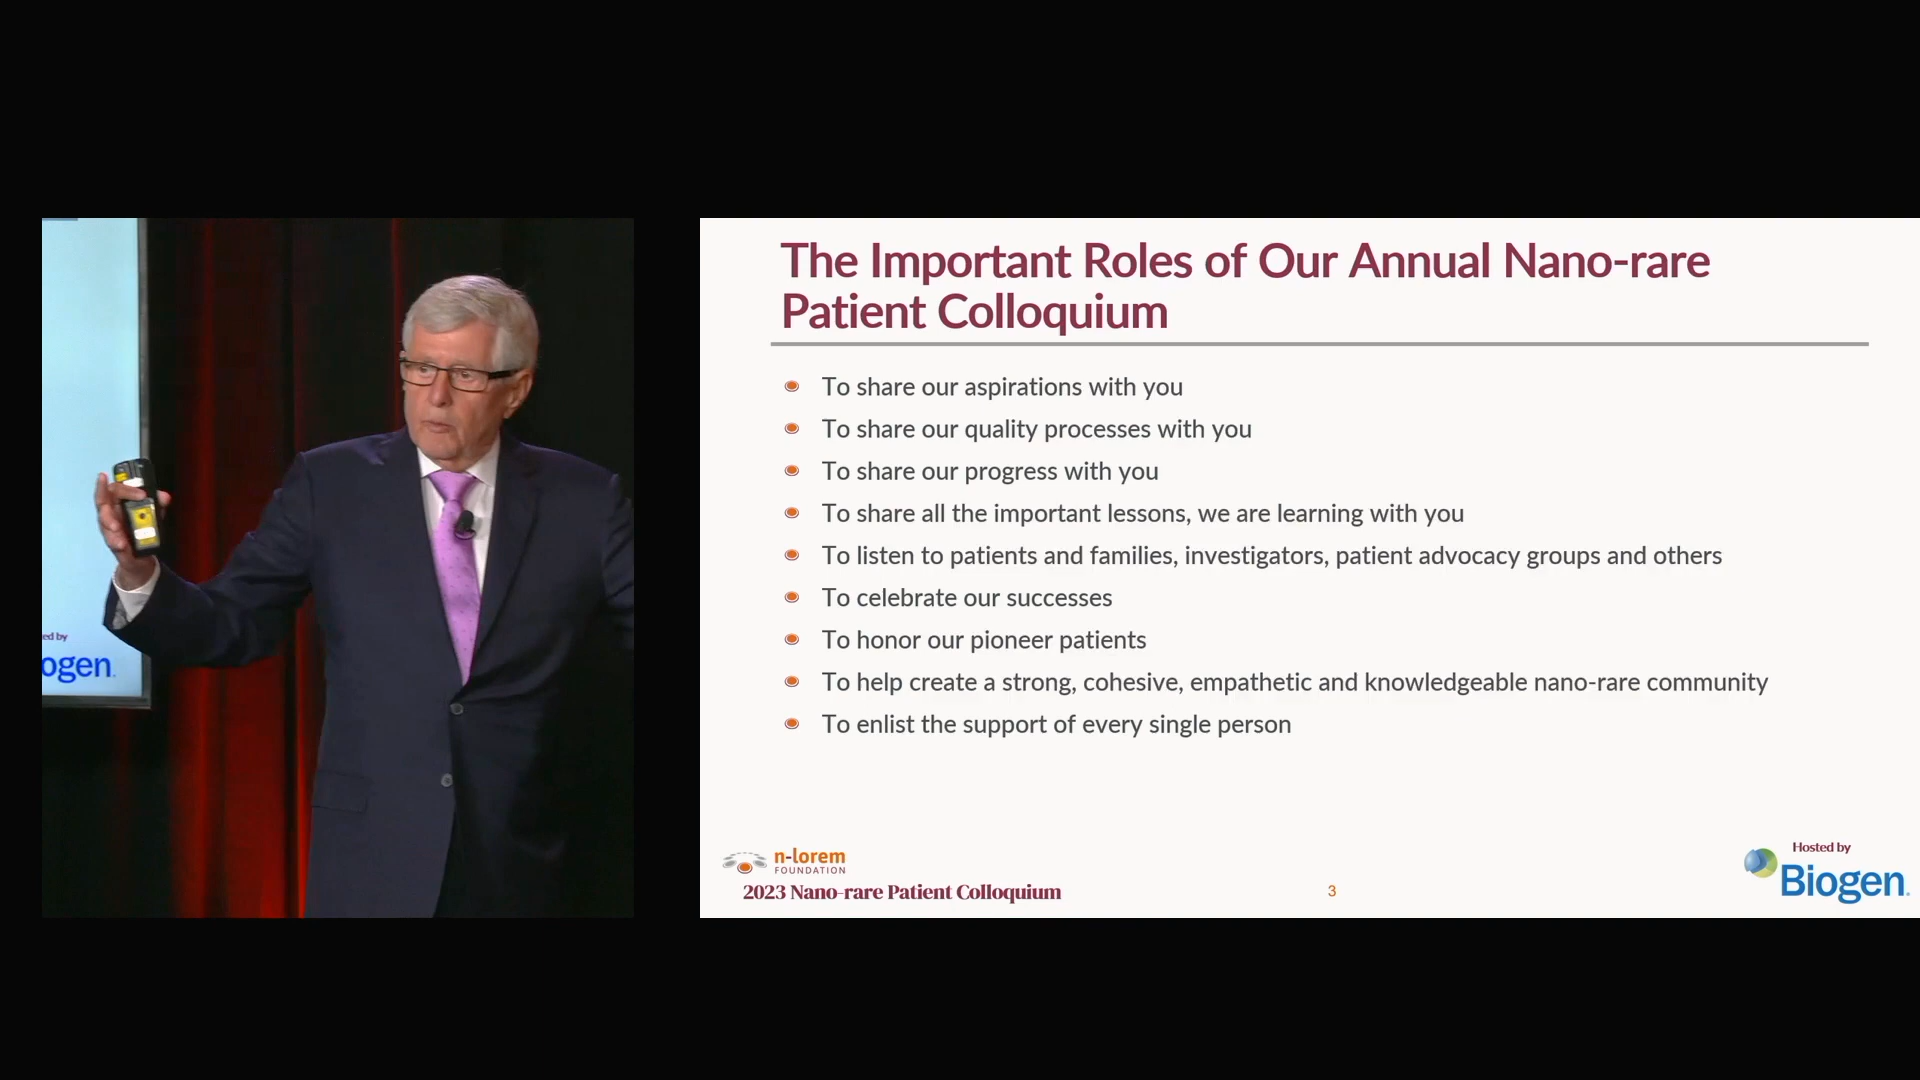 ed by
ogen.
The Important Roles of Our Annual Nano-rare
Patient Colloquium
To share our aspirations with you
To share our quality processes with you
To share our progress with you
To share all the important lessons, we are learning with you
To listen to patients and families, investigators, patient advocacy groups and others
To celebrate our successes
To honor our pioneer patients
To help create a strong, cohesive, empathetic and knowledgeable nano-rare community
To enlist the support of every single person
n-lorem
FOUNDATION
2023 Nano-rare Patient Colloquium
3
Hosted by
Biogen.